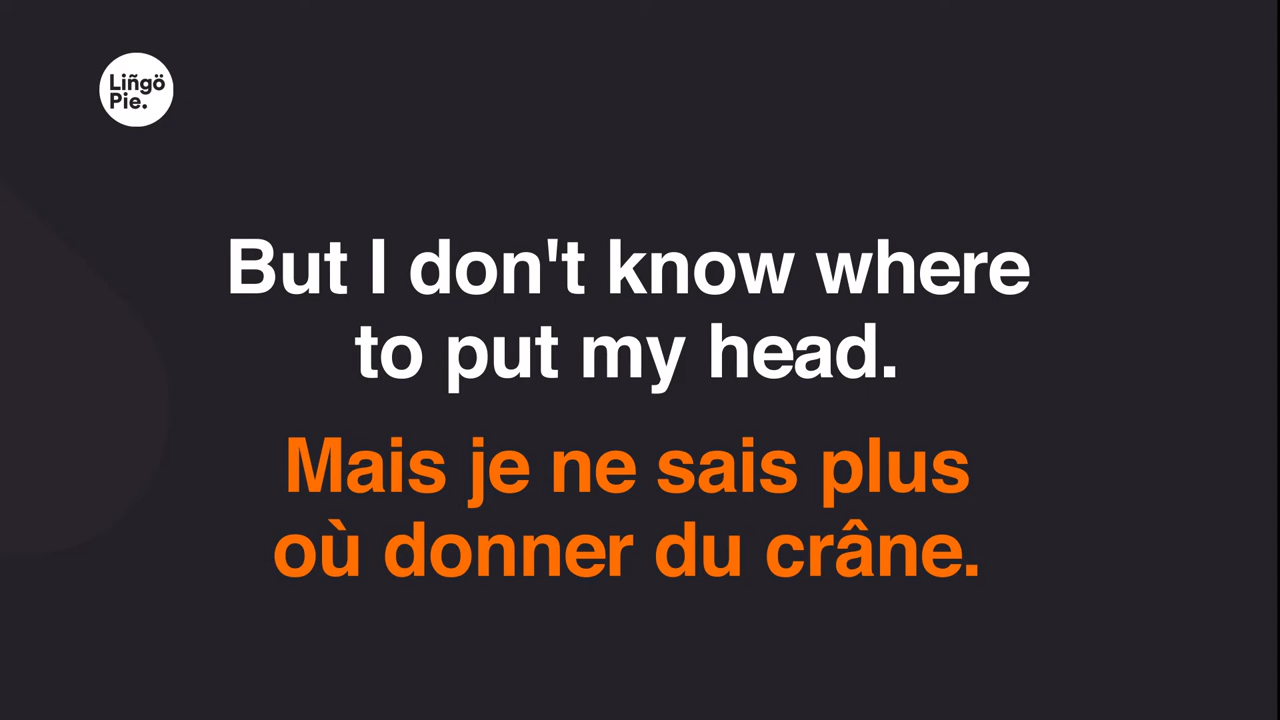 Liñgö
Pie.
But I don't know where
to put my head.
Mais je ne sais plus
où donner du crâne.